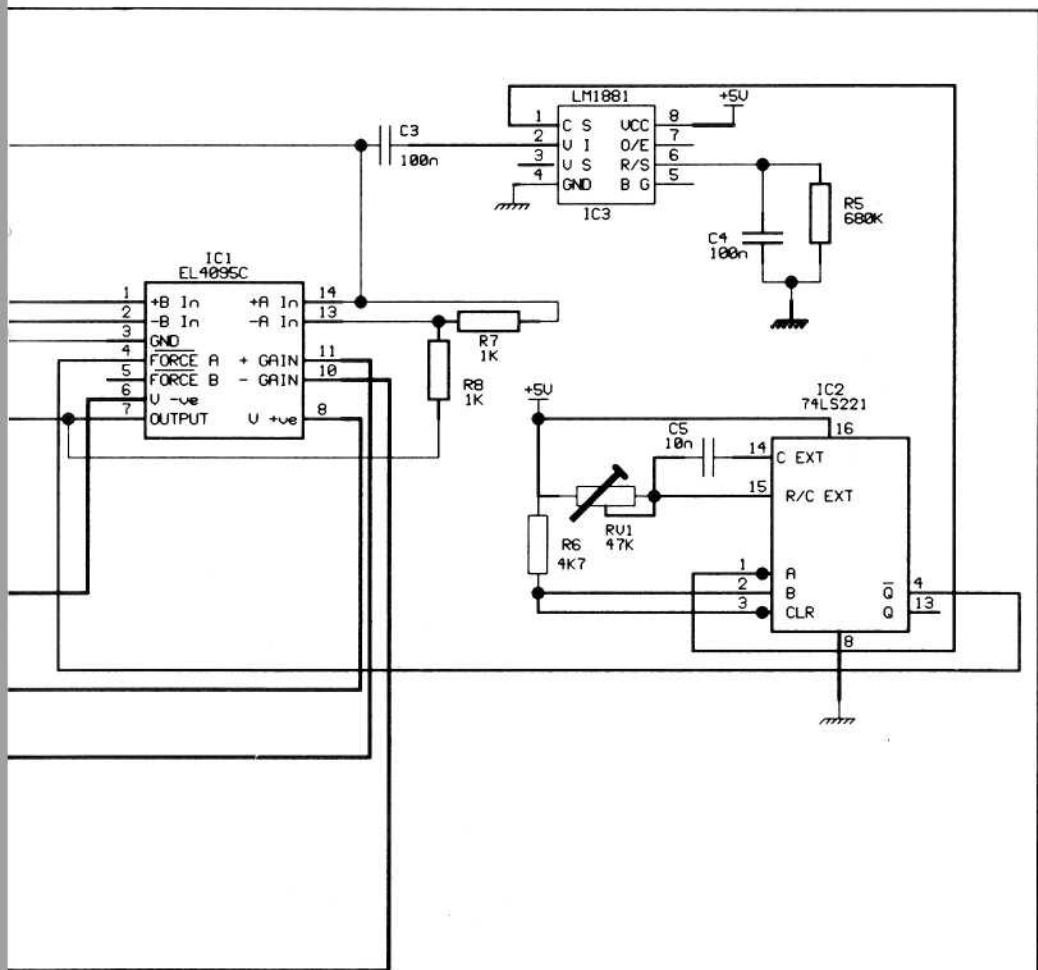 LM1881
+5V
1 C S VCC 8
2 V I O/E 7
3 V S R/S 6
4 GND B G 5
IC3
C3
100n
R5
680K
C4
100n
IC1
EL4095C
1 +B In +A In 14
2 -B In -A In 13
3 GND
4 FORCE A + GAIN 11
5 FORCE B - GAIN 10
6 V -ve
7 OUTPUT V +ve 8
R7
1K
R8
1K
+5V
IC2
74LS221
16
C5
10n
14 C EXT
15 R/C EXT
RV1
47K
R6
4K7
1 A
2 B Q̅ 4
3 CLR Q 13
8